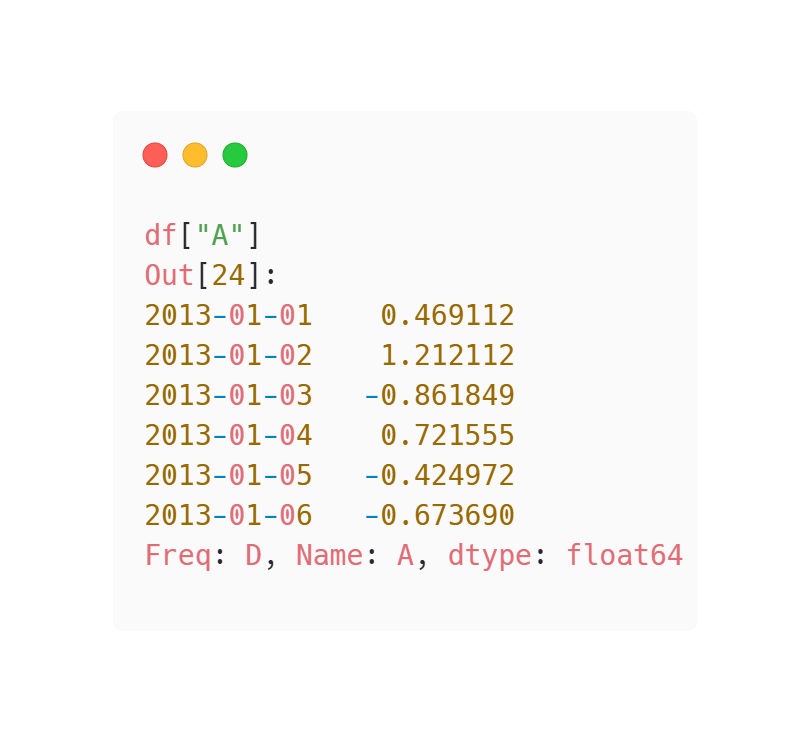 df["A"]
Out[24]:
2013-01-01    0.469112
2013-01-02    1.212112
2013-01-03   -0.861849
2013-01-04    0.721555
2013-01-05   -0.424972
2013-01-06   -0.673690
Freq: D, Name: A, dtype: float64